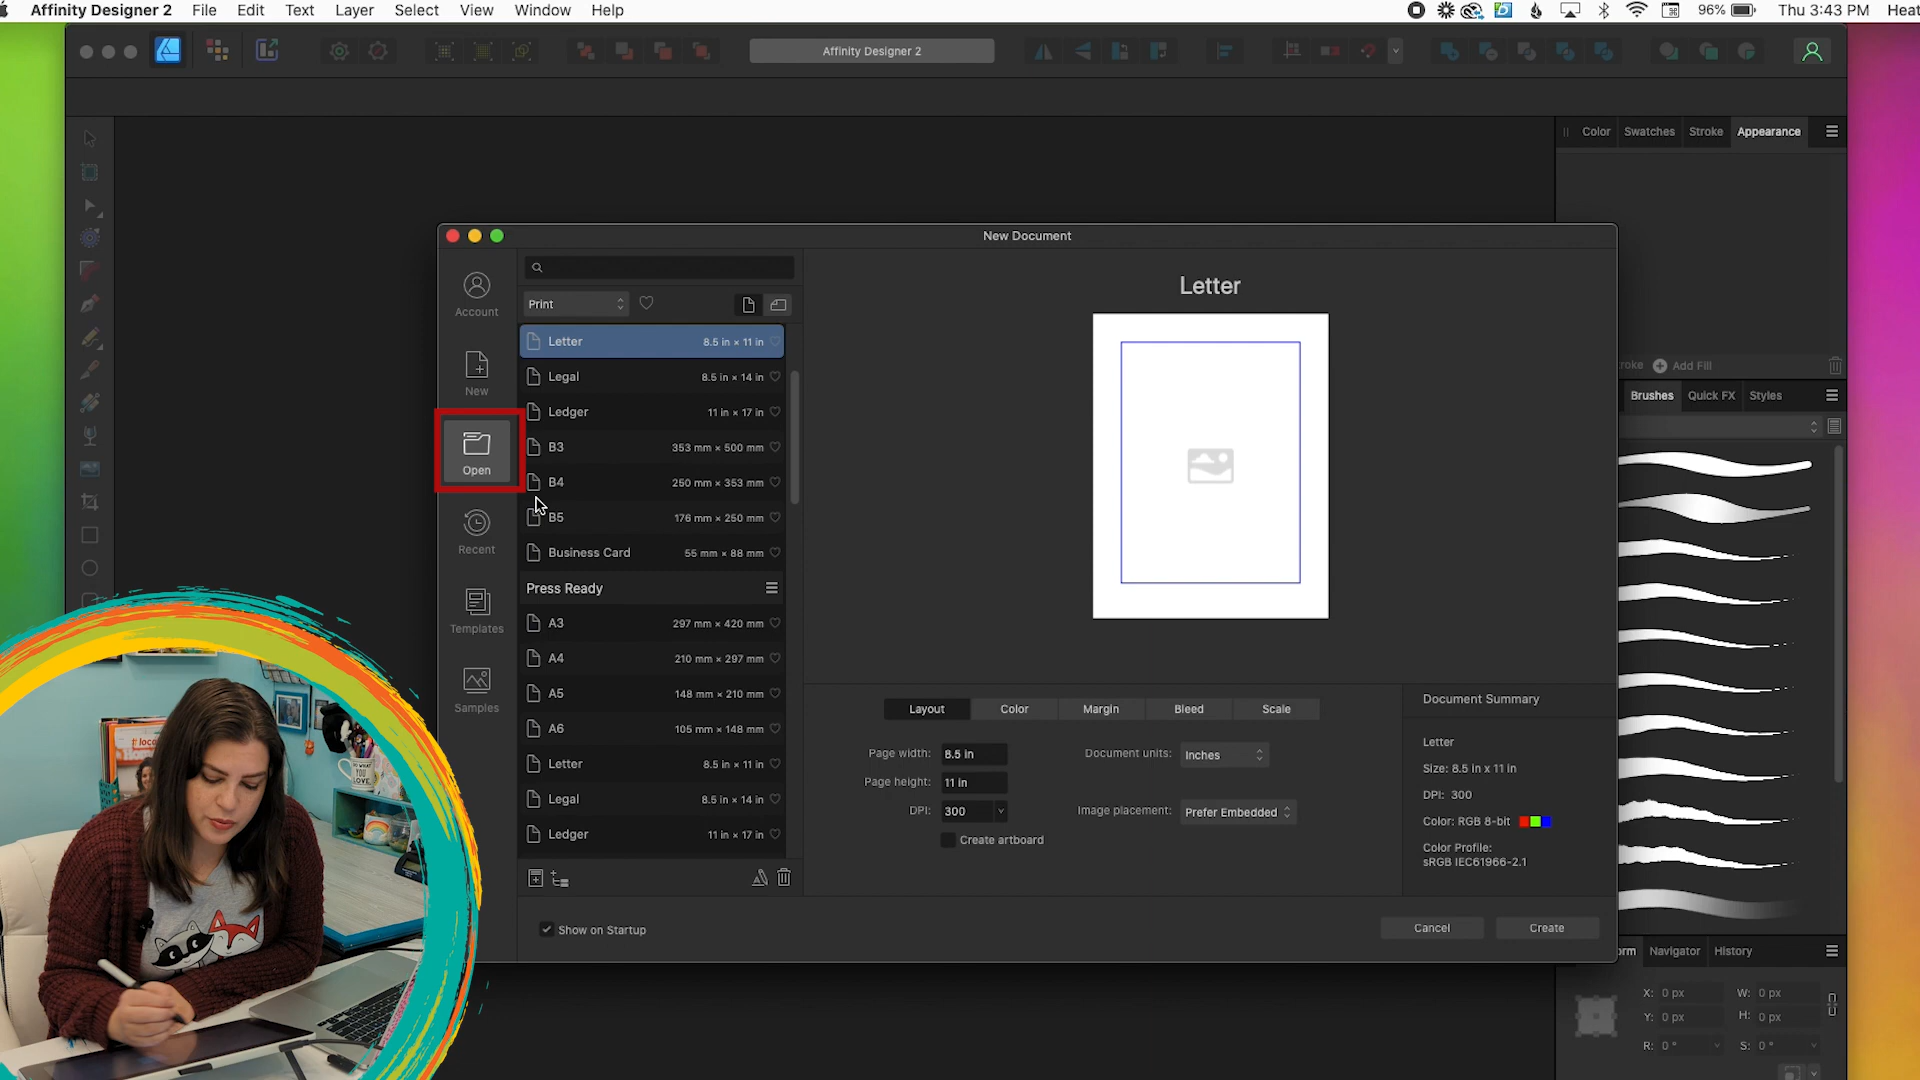 Affinity Designer 2 File Edit Text Layer Select View Window Help 96% Thu 3:43 PM Heat
Affinity Designer 2
Color Swatches Stroke Appearance
New Document
Account
New
Open
Recent
Templates
Samples
Print
Letter 8.5 in × 11 in
Legal 8.5 in × 14 in
Ledger 11 in × 17 in
B3 353 mm × 500 mm
B4 250 mm × 353 mm
B5 176 mm × 250 mm
Business Card 55 mm × 88 mm
Press Ready
A3 297 mm × 420 mm
A4 210 mm × 297 mm
A5 148 mm × 210 mm
A6 105 mm × 148 mm
Letter 8.5 in × 11 in
Legal 8.5 in × 14 in
Ledger 11 in × 17 in
Show on Startup
Letter
Layout Color Margin Bleed Scale
Page width: 8.5 in Document units: Inches
Page height: 11 in
DPI: 300 Image placement: Prefer Embedded
Create artboard
Document Summary
Letter
Size: 8.5 in x 11 in
DPI: 300
Color: RGB 8-bit
Color Profile:
sRGB IEC61966-2.1
Cancel Create
roke Add Fill
Brushes Quick FX Styles
orm Navigator History
X: 0 px W: 0 px
Y: 0 px H: 0 px
R: 0 ° S: 0 °